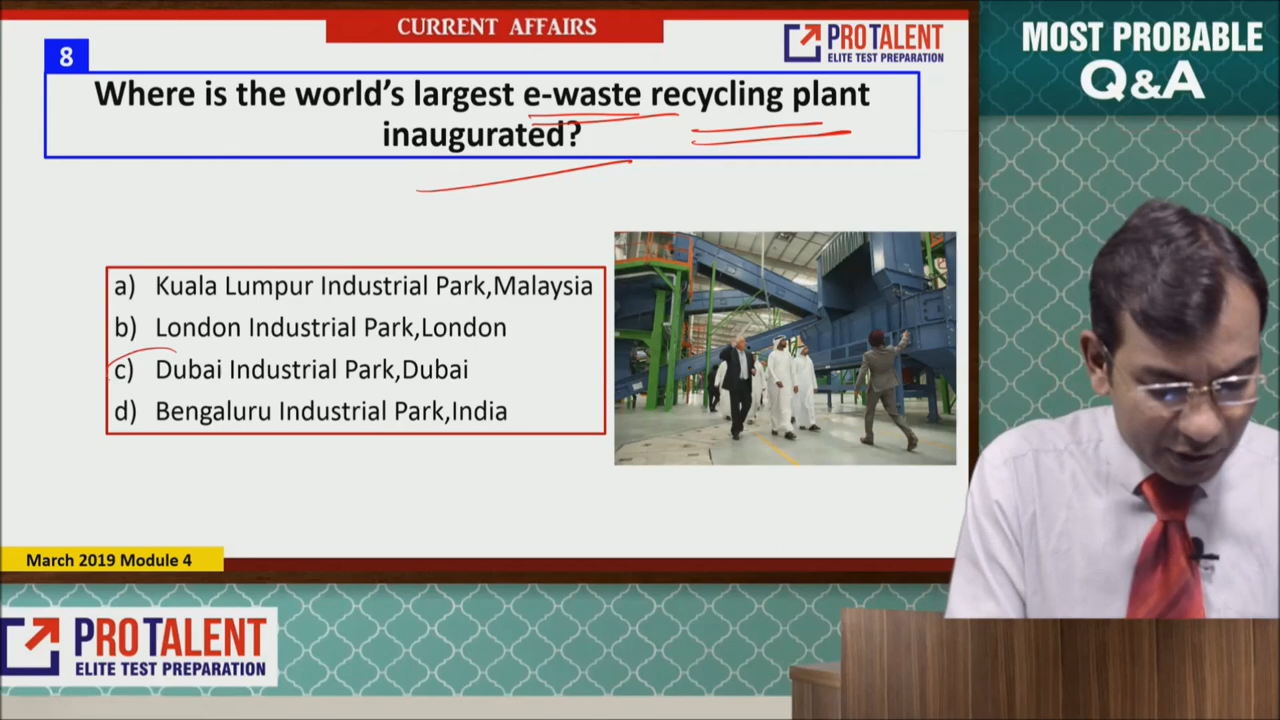 CURRENT AFFAIRS
PROTALENT
ELITE TEST PREPARATION
MOST PROBABLE
Q&A
8
Where is the world's largest e-waste recycling plant
inaugurated?
a) Kuala Lumpur Industrial Park,Malaysia
b) London Industrial Park,London
c) Dubai Industrial Park,Dubai
d) Bengaluru Industrial Park,India
March 2019 Module 4
PROTALENT
ELITE TEST PREPARATION